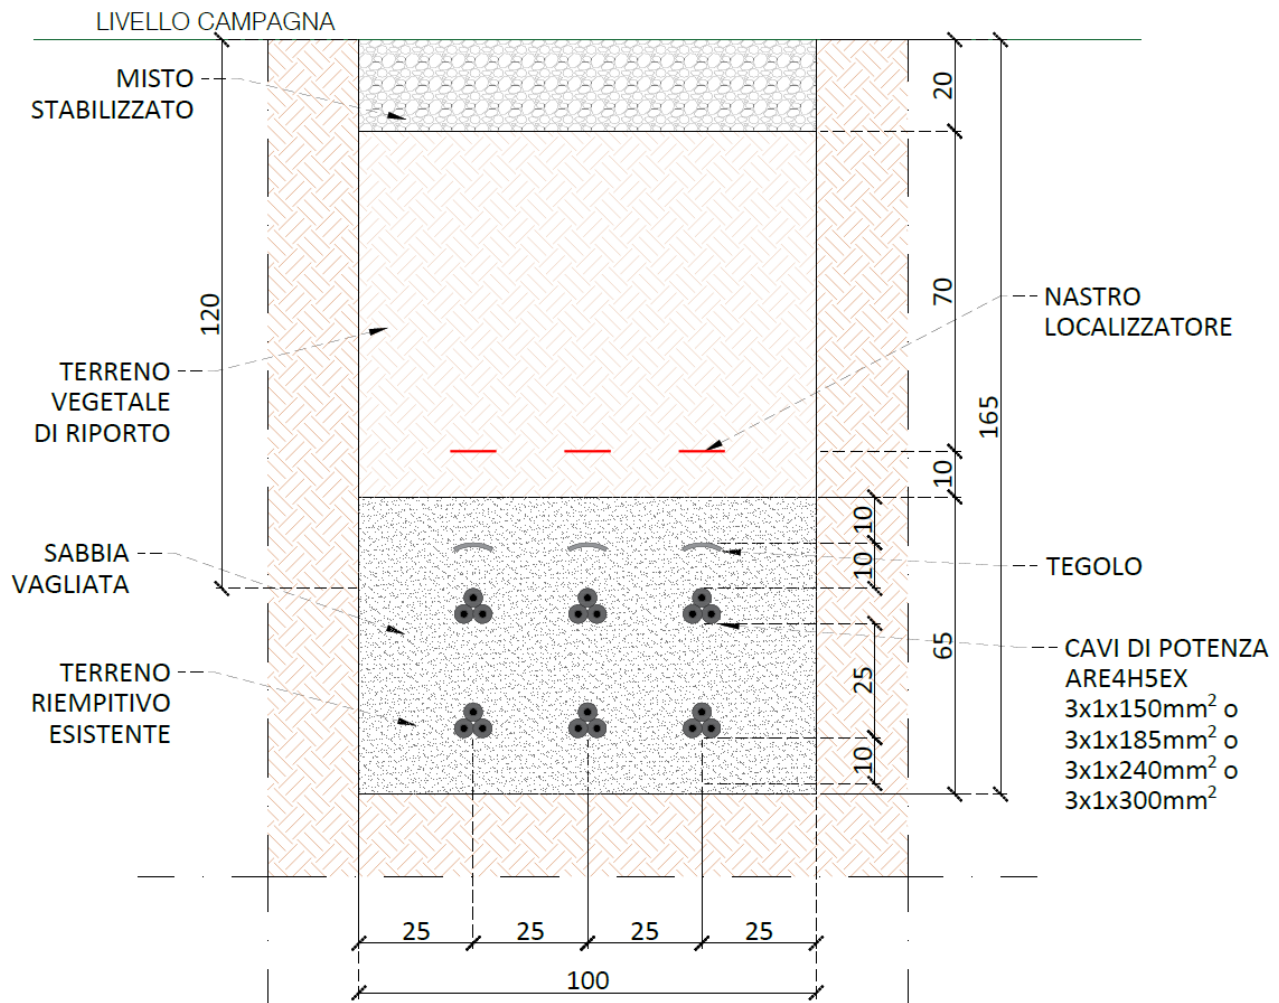 LIVELLO CAMPAGNA
MISTO
STABILIZZATO
20
120
70
NASTRO
LOCALIZZATORE
TERRENO
VEGETALE
DI RIPORTO
165
10
10
SABBIA
VAGLIATA
10
TEGOLO
65
CAVI DI POTENZA
ARE4H5EX
3x1x150mm² o
3x1x185mm² o
3x1x240mm² o
3x1x300mm²
TERRENO
RIEMPITIVO
ESISTENTE
25
10
25
25
25
25
100